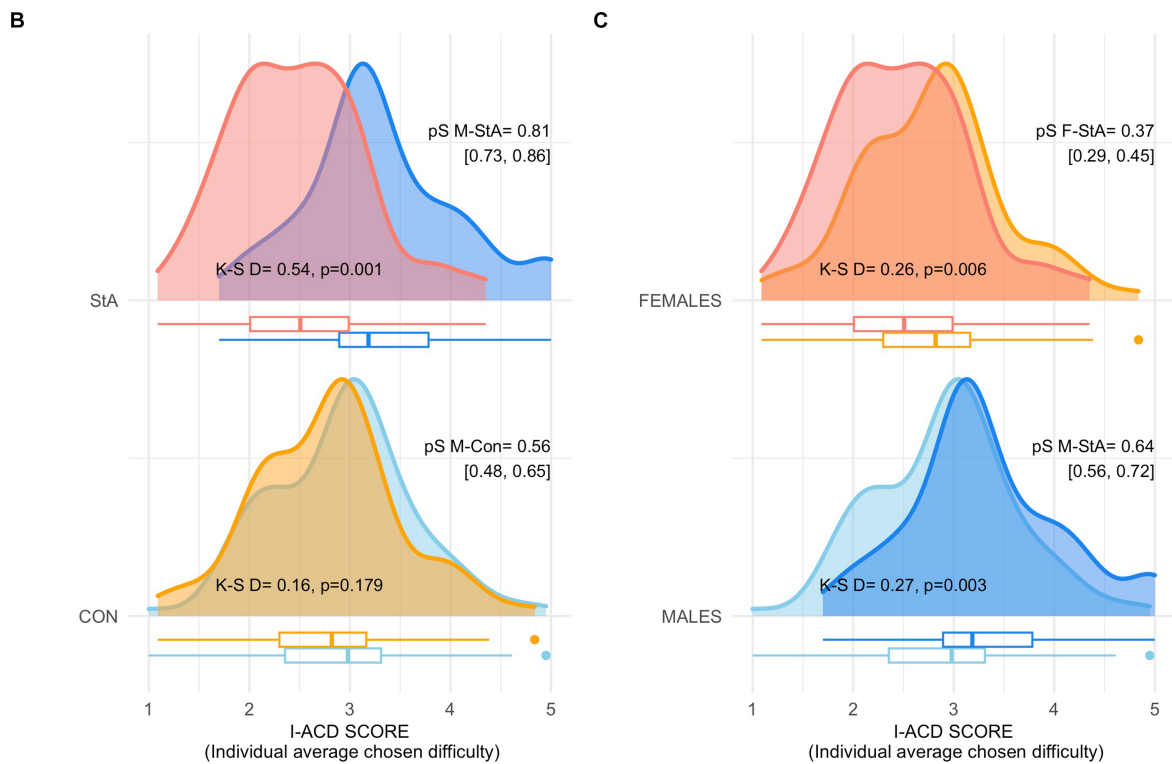 B
pS M-StA= 0.81
[0.73, 0.86]
K-S D= 0.54, p=0.001
StA
pS M-Con= 0.56
[0.48, 0.65]
K-S D= 0.16, p=0.179
CON
1 2 3 4 5
I-ACD SCORE
(Individual average chosen difficulty)
C
pS F-StA= 0.37
[0.29, 0.45]
K-S D= 0.26, p=0.006
FEMALES
pS M-StA= 0.64
[0.56, 0.72]
K-S D= 0.27, p=0.003
MALES
1 2 3 4 5
I-ACD SCORE
(Individual average chosen difficulty)